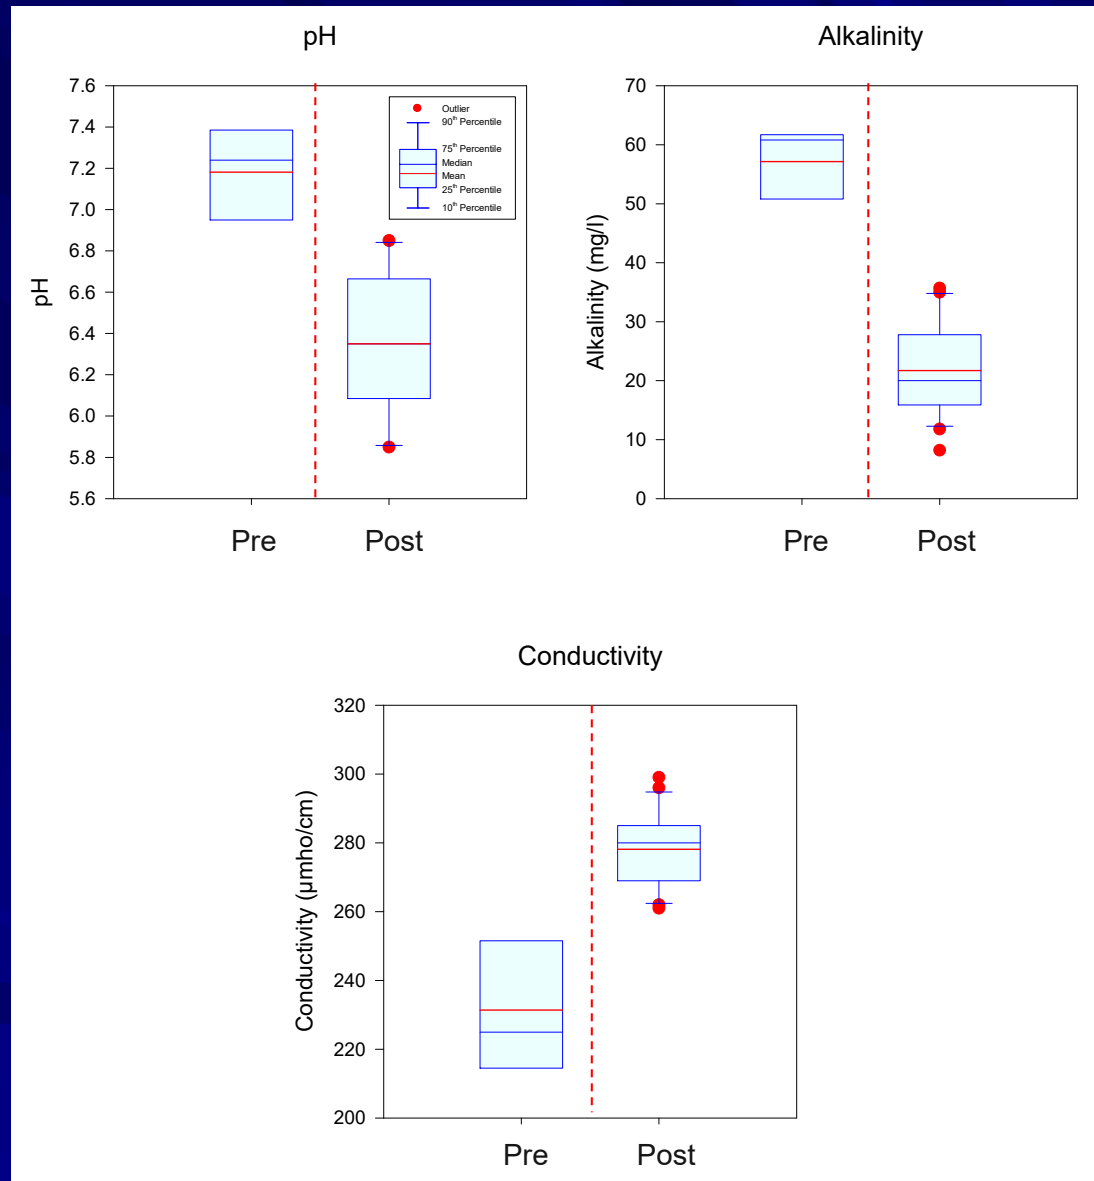 pH
7.6
7.4
7.2
7.0
6.8
6.6
6.4
6.2
6.0
5.8
5.6
pH
Outlier
90th Percentile
75th Percentile
Median
Mean
25th Percentile
10th Percentile
Pre Post
Alkalinity
70
60
50
40
30
20
10
0
Alkalinity (mg/l)
Pre Post
Conductivity
320
300
280
260
240
220
200
Conductivity (µmho/cm)
Pre Post